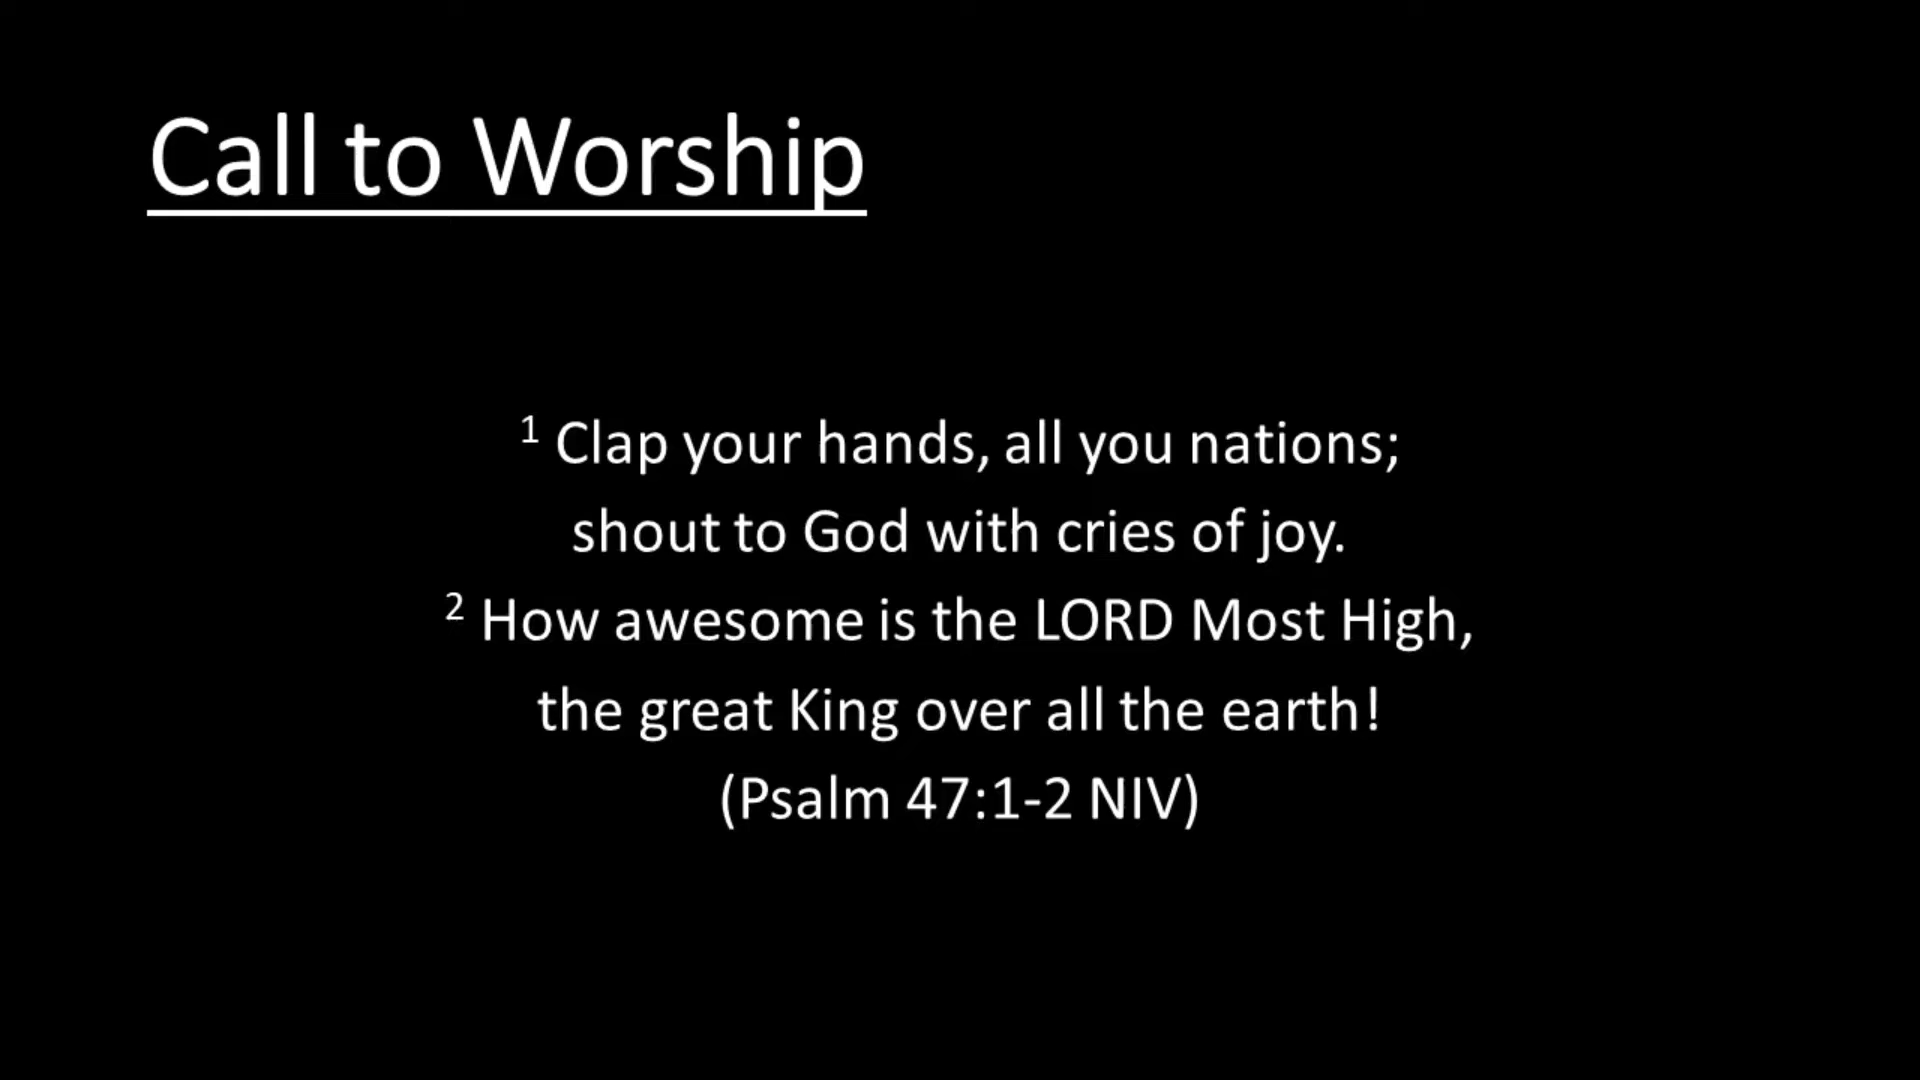 Call to Worship
1 Clap your hands, all you nations;
shout to God with cries of joy.
2 How awesome is the LORD Most High,
the great King over all the earth!
(Psalm 47:1-2 NIV)